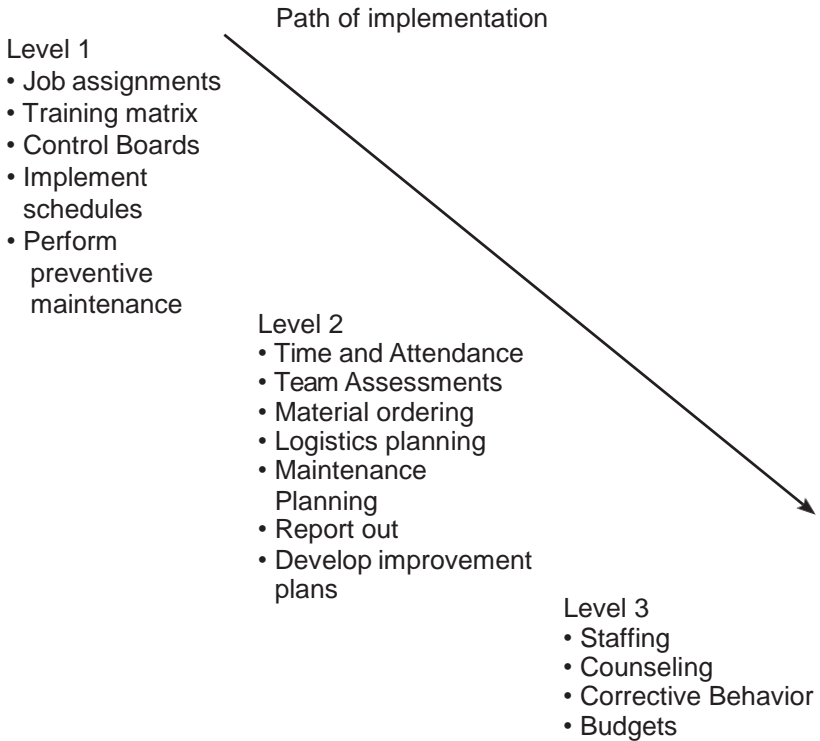 Path of implementation
Level 1
• Job assignments
• Training matrix
• Control Boards
• Implement
schedules
• Perform
preventive
maintenance
Level 2
• Time and Attendance
• Team Assessments
• Material ordering
• Logistics planning
• Maintenance
Planning
• Report out
• Develop improvement
plans
Level 3
• Staffing
• Counseling
• Corrective Behavior
• Budgets